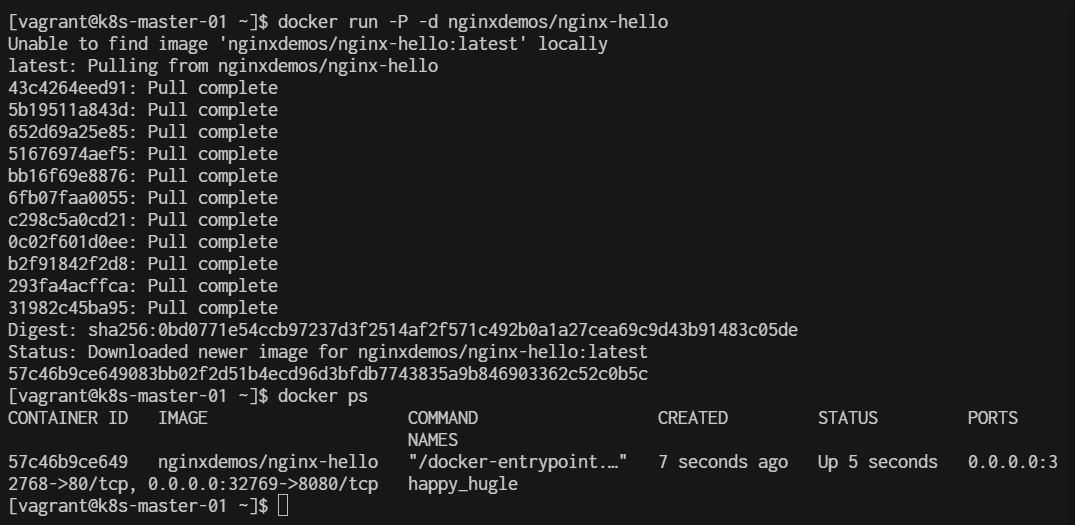 [vagrant@k8s-master-01 ~]$ docker run -P -d nginxdemos/nginx-hello
Unable to find image 'nginxdemos/nginx-hello:latest' locally
latest: Pulling from nginxdemos/nginx-hello
43c4264eed91: Pull complete
5b19511a843d: Pull complete
652d69a25e85: Pull complete
51676974aef5: Pull complete
bb16f69e8876: Pull complete
6fb07faa0055: Pull complete
c298c5a0cd21: Pull complete
0c02f601d0ee: Pull complete
b2f91842f2d8: Pull complete
293fa4acffca: Pull complete
31982c45ba95: Pull complete
Digest: sha256:0bd0771e54ccb97237d3f2514af2f571c492b0a1a27cea69c9d43b91483c05de
Status: Downloaded newer image for nginxdemos/nginx-hello:latest
57c46b9ce649083bb02f2d51b4ecd96d3bfdb7743835a9b846903362c52c0b5c
[vagrant@k8s-master-01 ~]$ docker ps
CONTAINER ID   IMAGE                    COMMAND                  CREATED         STATUS         PORTS
                                        NAMES
57c46b9ce649   nginxdemos/nginx-hello   "/docker-entrypoint.…"   7 seconds ago   Up 5 seconds   0.0.0.0:3
2768->80/tcp, 0.0.0.0:32769->8080/tcp   happy_hugle
[vagrant@k8s-master-01 ~]$